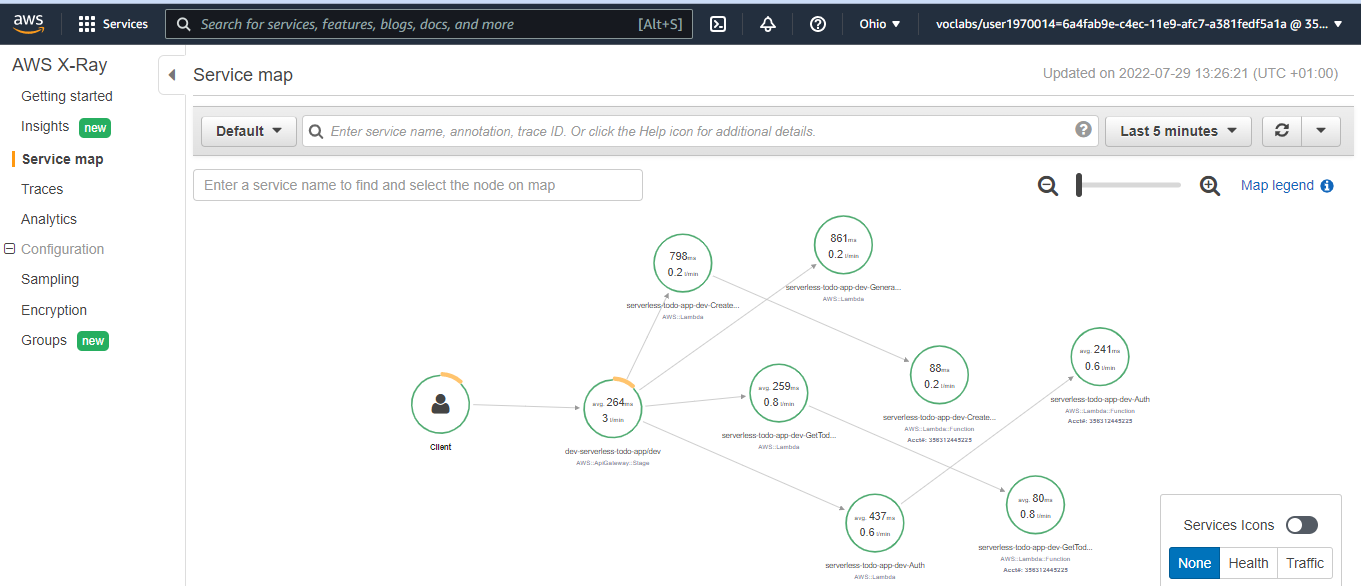 aws
Services
Search for services, features, blogs, docs, and more [Alt+S]
Ohio
voclabs/user1970014=6a4fab9e-c4ec-11e9-afc7-a381fedf5a1a @ 35...
AWS X-Ray
Getting started
Insights new
Service map
Traces
Analytics
Configuration
Sampling
Encryption
Groups new
Service map
Updated on 2022-07-29 13:26:21 (UTC +01:00)
Default
Enter service name, annotation, trace ID. Or click the Help icon for additional details.
Last 5 minutes
Enter a service name to find and select the node on map
Map legend
Client
avg. 264ms
3 t/min
dev-serverless-todo-app/dev
AWS::ApiGateway::Stage
798ms
0.2 t/min
serverless-todo-app-dev-Create...
AWS::Lambda
861ms
0.2 t/min
serverless-todo-app-dev-Genera...
AWS::Lambda
avg. 259ms
0.8 t/min
serverless-todo-app-dev-GetTod...
AWS::Lambda
avg. 437ms
0.6 t/min
serverless-todo-app-dev-Auth
AWS::Lambda
88ms
0.2 t/min
serverless-todo-app-dev-Create...
AWS::Lambda::Function
Acct#: 356312445225
avg. 241ms
0.6 t/min
serverless-todo-app-dev-Auth
AWS::Lambda::Function
Acct#: 356312445225
avg. 80ms
0.8 t/min
serverless-todo-app-dev-GetTod...
AWS::Lambda::Function
Acct#: 356312445225
Services Icons
None Health Traffic